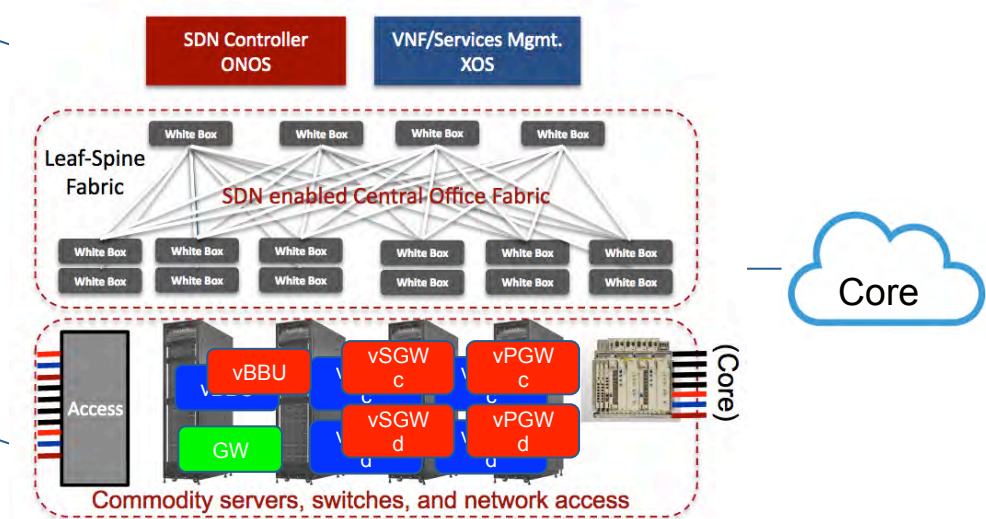 SDN Controller
ONOS
VNF/Services Mgmt.
XOS
White Box
White Box
White Box
White Box
Leaf-Spine
Fabric
SDN enabled Central Office Fabric
White Box
White Box
White Box
White Box
White Box
White Box
White Box
White Box
White Box
White Box
White Box
White Box
Core
Access
vBBU
vSGW
c
vPGW
c
vSGW
d
vPGW
d
GW
(Core)
Commodity servers, switches, and network access